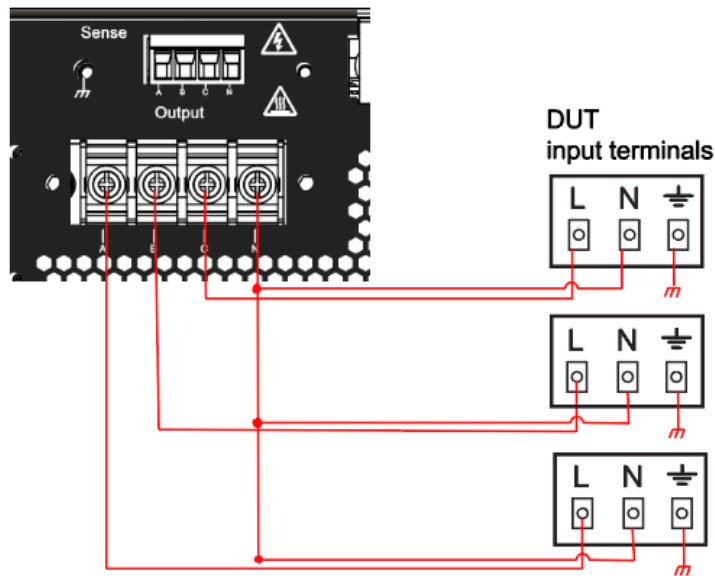 Sense
A B C N
Output
A B C N
DUT
input terminals
L N
L N
L N